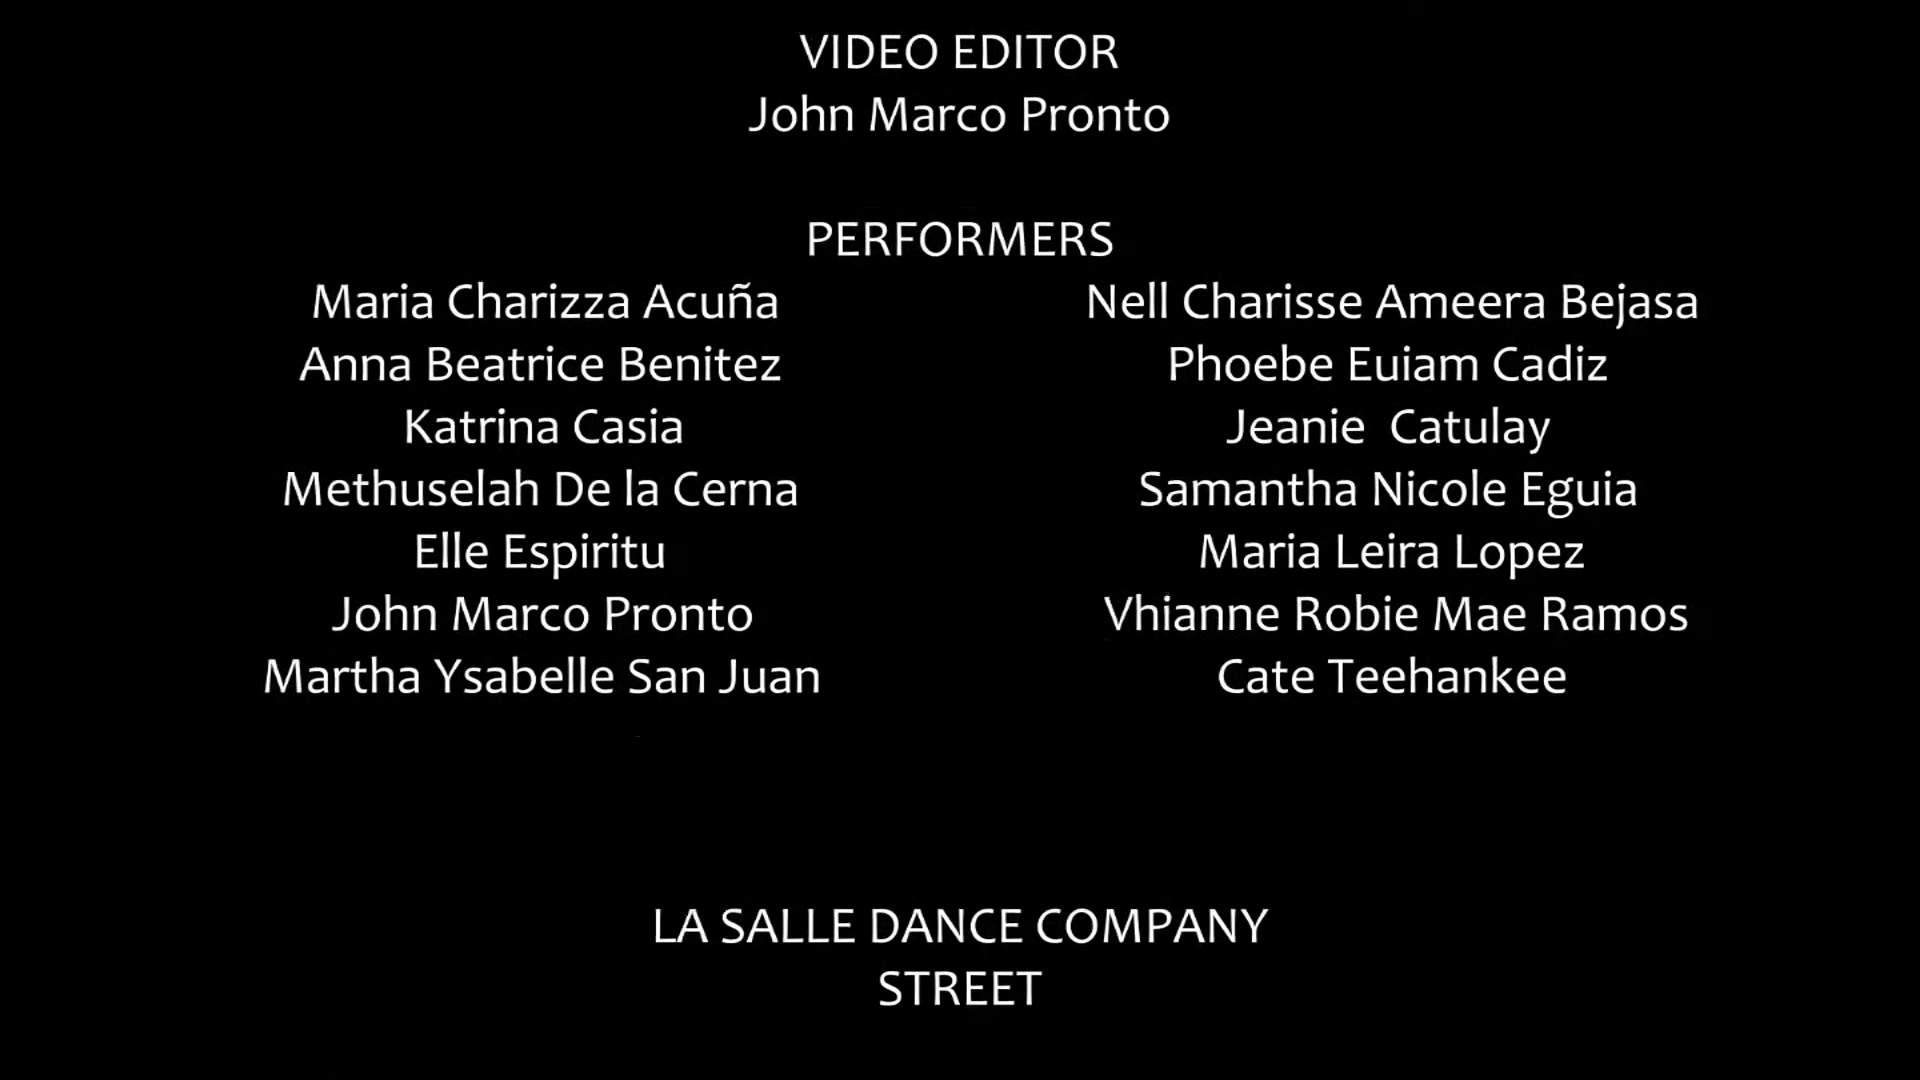 VIDEO EDITOR
John Marco Pronto
PERFORMERS
Maria Charizza Acuña
Nell Charisse Ameera Bejasa
Anna Beatrice Benitez
Phoebe Euiam Cadiz
Katrina Casia
Jeanie  Catulay
Methuselah De la Cerna
Samantha Nicole Eguia
Elle Espiritu
Maria Leira Lopez
John Marco Pronto
Vhianne Robie Mae Ramos
Martha Ysabelle San Juan
Cate Teehankee
LA SALLE DANCE COMPANY
STREET